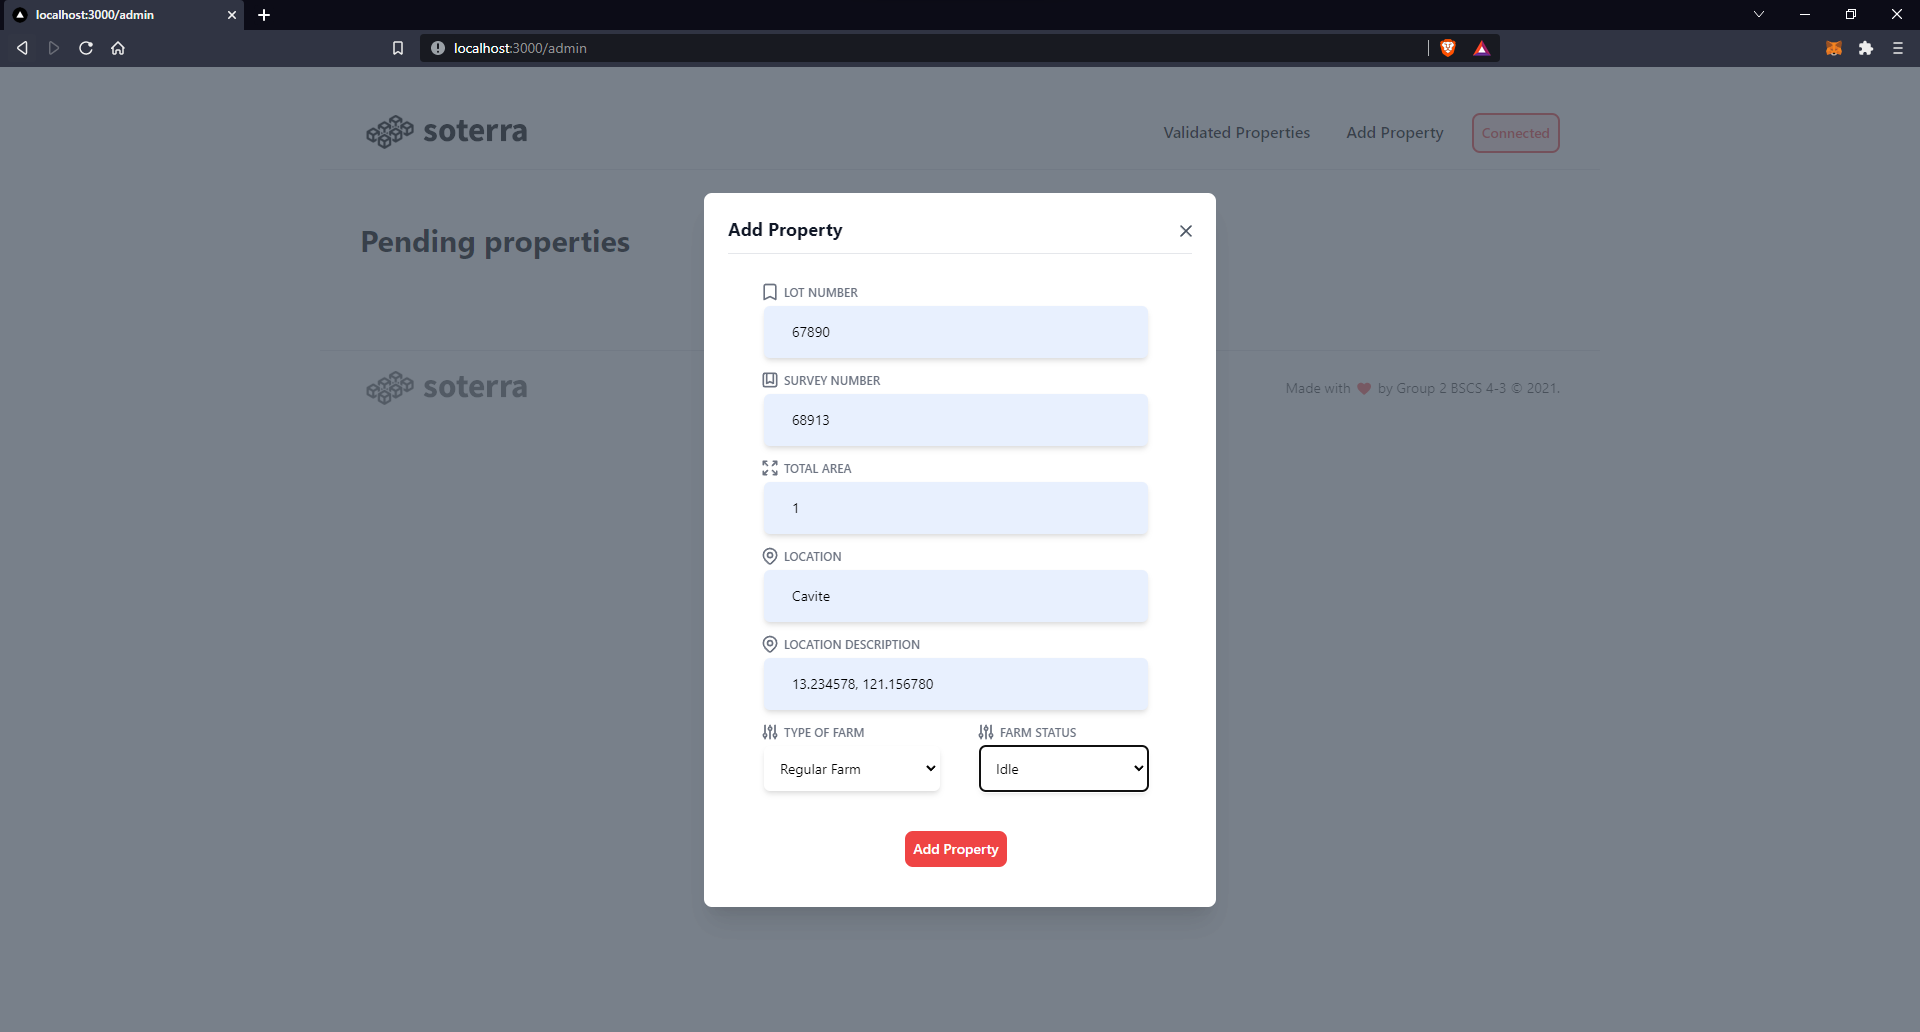 localhost:3000/admin
localhost:3000/admin
soterra
Validated Properties
Add Property
Connected
Pending properties
Add Property
LOT NUMBER
67890
SURVEY NUMBER
68913
TOTAL AREA
1
LOCATION
Cavite
LOCATION DESCRIPTION
13.234578, 121.156780
TYPE OF FARM
FARM STATUS
Regular Farm
Idle
Add Property
soterra
Made with ❤ by Group 2 BSCS 4-3 © 2021.